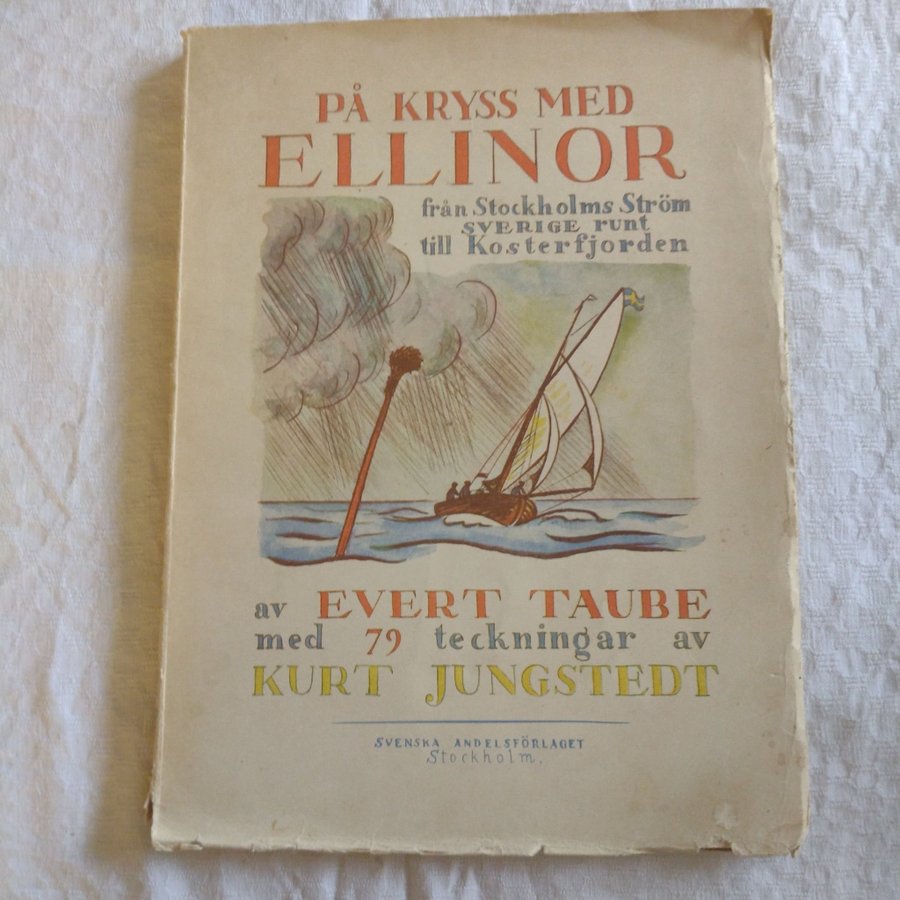 PÅ KRYSS MED
ELLINOR
från Stockholms Ström
SVERIGE runt
till Kosterfjorden
av EVERT TAUBE
med 79 teckningar av
KURT JUNGSTEDT
SVENSKA ANDELSFÖRLAGET
Stockholm.